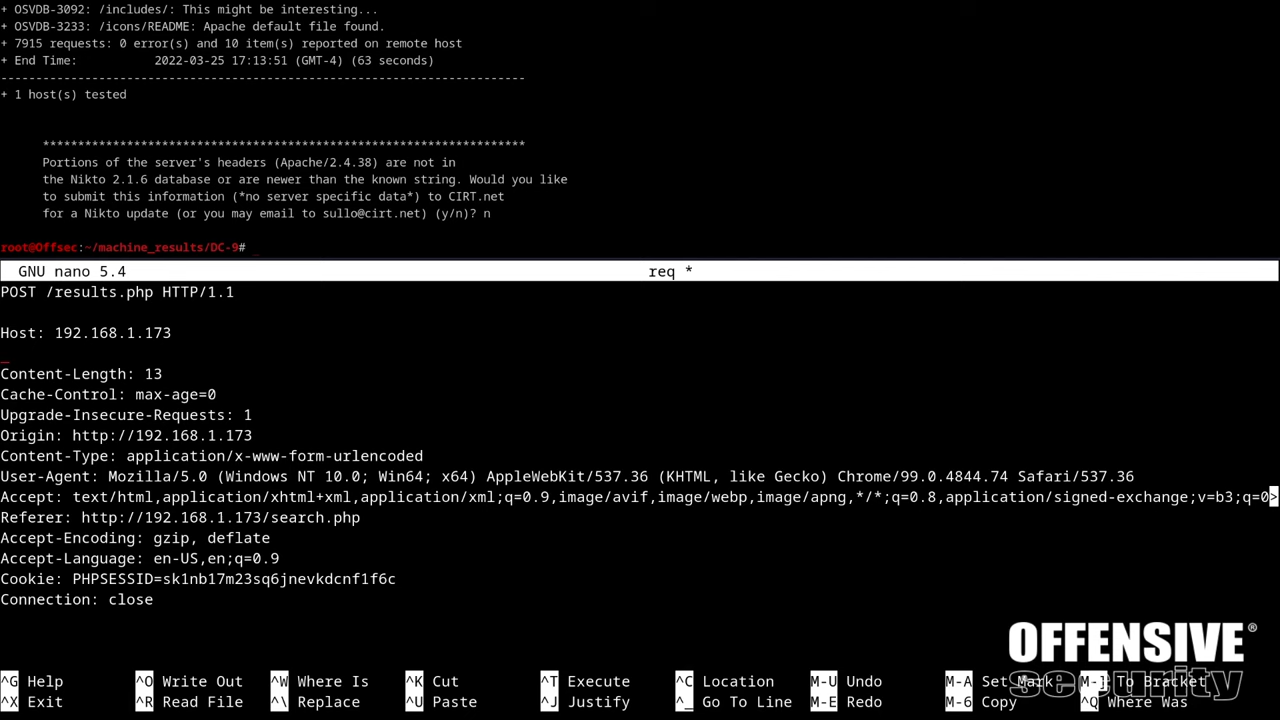 + OSVDB-3092: /includes/: This might be interesting...
+ OSVDB-3233: /icons/README: Apache default file found.
+ 7915 requests: 0 error(s) and 10 item(s) reported on remote host
+ End Time: 2022-03-25 17:13:51 (GMT-4) (63 seconds)
---------------------------------------------------------------------------
+ 1 host(s) tested
*********************************************************************
Portions of the server's headers (Apache/2.4.38) are not in
the Nikto 2.1.6 database or are newer than the known string. Would you like
to submit this information (*no server specific data*) to CIRT.net
for a Nikto update (or you may email to sullo@cirt.net) (y/n)? n
root@Offsec:~/machine_results/DC-9# _
GNU nano 5.4 req *
POST /results.php HTTP/1.1
Host: 192.168.1.173
Content-Length: 13
Cache-Control: max-age=0
Upgrade-Insecure-Requests: 1
Origin: http://192.168.1.173
Content-Type: application/x-www-form-urlencoded
User-Agent: Mozilla/5.0 (Windows NT 10.0; Win64; x64) AppleWebKit/537.36 (KHTML, like Gecko) Chrome/99.0.4844.74 Safari/537.36
Accept: text/html,application/xhtml+xml,application/xml;q=0.9,image/avif,image/webp,image/apng,*/*;q=0.8,application/signed-exchange;v=b3;q=0>
Referer: http://192.168.1.173/search.php
Accept-Encoding: gzip, deflate
Accept-Language: en-US,en;q=0.9
Cookie: PHPSESSID=sk1nb17m23sq6jnevkdcnf1f6c
Connection: close
OFFENSIVE®
security
^G Help ^O Write Out ^W Where Is ^K Cut ^T Execute ^C Location M-U Undo M-A Set Mark M-] To Bracket
^X Exit ^R Read File ^\ Replace ^U Paste ^J Justify ^_ Go To Line M-E Redo M-6 Copy ^Q Where Was